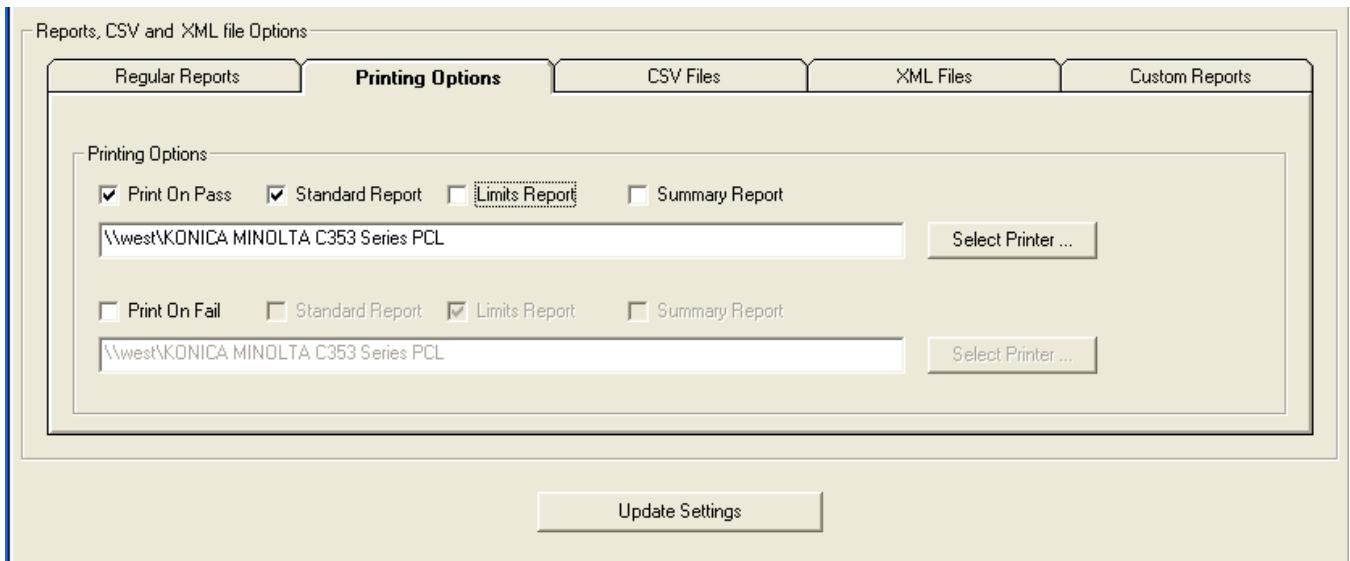 Reports, CSV and XML file Options
Regular Reports Printing Options CSV Files XML Files Custom Reports
Printing Options
Print On Pass Standard Report Limits Report Summary Report
\\west\KONICA MINOLTA C353 Series PCL Select Printer ...
Print On Fail Standard Report Limits Report Summary Report
\\west\KONICA MINOLTA C353 Series PCL Select Printer ...
Update Settings